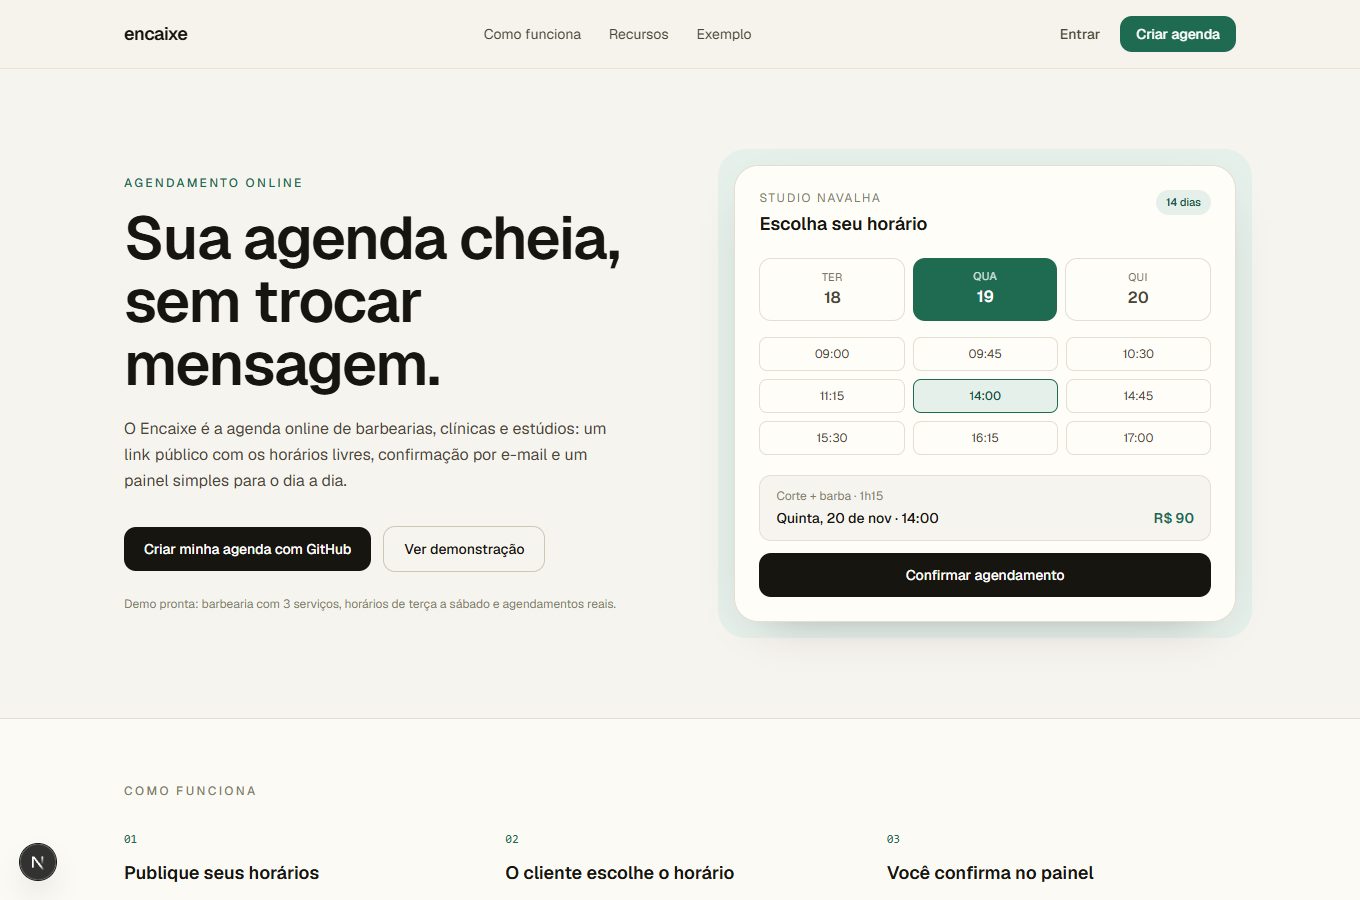 encaixe
Como funciona Recursos Exemplo
Entrar Criar agenda
AGENDAMENTO ONLINE
Sua agenda cheia,
sem trocar
mensagem.
O Encaixe é a agenda online de barbearias, clínicas e estúdios: um
link público com os horários livres, confirmação por e-mail e um
painel simples para o dia a dia.
Criar minha agenda com GitHub Ver demonstração
Demo pronta: barbearia com 3 serviços, horários de terça a sábado e agendamentos reais.
STUDIO NAVALHA
14 dias
Escolha seu horário
TER QUA QUI
18 19 20
09:00 09:45 10:30
11:15 14:00 14:45
15:30 16:15 17:00
Corte + barba · 1h15
Quinta, 20 de nov · 14:00 R$ 90
Confirmar agendamento
COMO FUNCIONA
01 02 03
Publique seus horários O cliente escolhe o horário Você confirma no painel
N